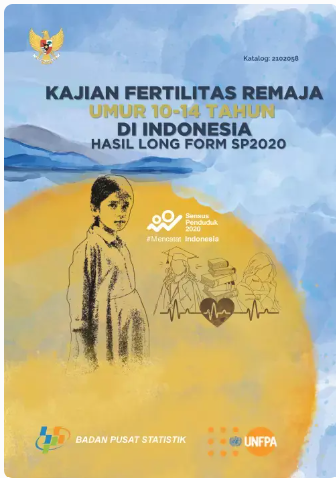 Katalog: 2102058
KAJIAN FERTILITAS REMAJA
UMUR 10-14 TAHUN
DI INDONESIA
HASIL LONG FORM SP2020
Sensus
Penduduk
2020
#Mencatat Indonesia
BADAN PUSAT STATISTIK
UNFPA